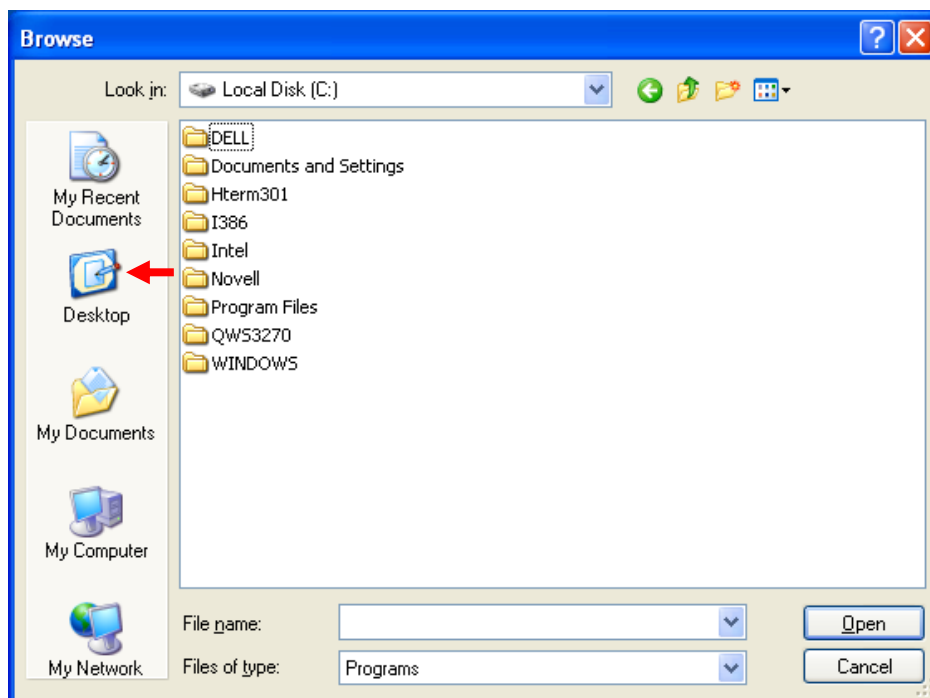 Browse
Look in:
Local Disk (C:)
My Recent
Documents
Desktop
My Documents
My Computer
My Network
DELL
Documents and Settings
Hterm301
I386
Intel
Novell
Program Files
QWS3270
WINDOWS
File name:
Open
Files of type:
Programs
Cancel